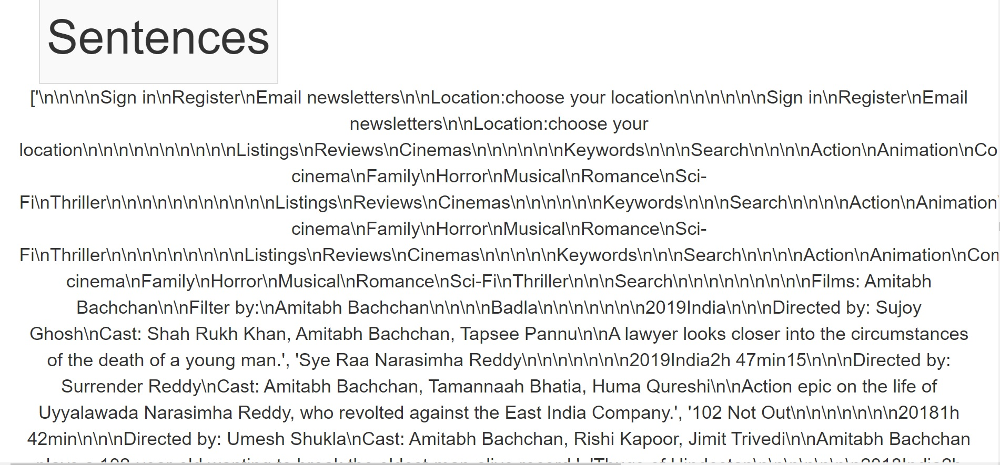 Sentences
['\n\n\n\nSign in\nRegister\nEmail newsletters\n\nLocation:choose your location\n\n\n\n\n\nSign in\nRegister\nEmail
newsletters\n\nLocation:choose your
location\n\n\n\n\n\n\n\n\n\nListings\nReviews\nCinemas\n\n\n\n\n\nKeywords\n\n\nSearch\n\n\n\nAction\nAnimation\nCo
cinema\nFamily\nHorror\nMusical\nRomance\nSci-
Fi\nThriller\n\n\n\n\n\n\n\n\n\n\nListings\nReviews\nCinemas\n\n\n\n\n\nKeywords\n\n\nSearch\n\n\n\nAction\nAnimation
cinema\nFamily\nHorror\nMusical\nRomance\nSci-
Fi\nThriller\n\n\n\n\n\n\n\n\nListings\nReviews\nCinemas\n\n\n\n\nKeywords\n\n\nSearch\n\n\n\nAction\nAnimation\nCom
cinema\nFamily\nHorror\nMusical\nRomance\nSci-Fi\nThriller\n\n\nSearch\n\n\n\n\n\n\n\n\nFilms: Amitabh
Bachchan\n\nFilter by:\nAmitabh Bachchan\n\n\n\nBadla\n\n\n\n\n\n\n2019India\n\n\nDirected by: Sujoy
Ghosh\nCast: Shah Rukh Khan, Amitabh Bachchan, Tapsee Pannu\n\nA lawyer looks closer into the circumstances
of the death of a young man.', 'Sye Raa Narasimha Reddy\n\n\n\n\n\n\n2019India2h 47min15\n\n\nDirected by:
Surrender Reddy\nCast: Amitabh Bachchan, Tamannaah Bhatia, Huma Qureshi\n\nAction epic on the life of
Uyyalawada Narasimha Reddy, who revolted against the East India Company.', '102 Not Out\n\n\n\n\n\n\n20181h
42min\n\n\nDirected by: Umesh Shukla\nCast: Amitabh Bachchan, Rishi Kapoor, Jimit Trivedi\n\nAmitabh Bachchan